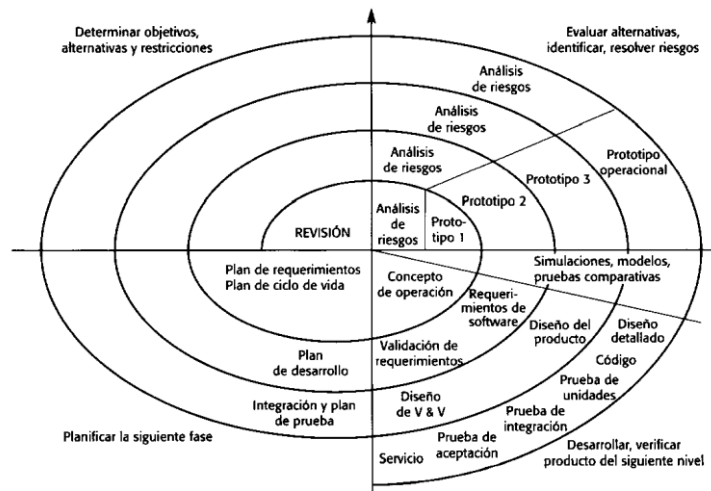 Determinar objetivos,
alternativas y restricciones
Evaluar alternativas,
identificar, resolver riesgos
Análisis
de riesgos
Análisis
de riesgos
Análisis
de riesgos
Prototipo
operacional
Prototipo 3
Prototipo 2
Análisis
de
riesgos
Proto-
tipo 1
REVISIÓN
Plan de requerimientos
Plan de ciclo de vida
Concepto
de operación
Simulaciones, modelos,
pruebas comparativas
Requeri-
mientos de
software
Diseño del
producto
Diseño
detallado
Validación de
requerimientos
Plan
de desarrollo
Código
Prueba de
unidades
Integración y plan
de prueba
Diseño
de V & V
Prueba de
integración
Prueba de
aceptación
Servicio
Planificar la siguiente fase
Desarrollar, verificar
producto del siguiente nivel